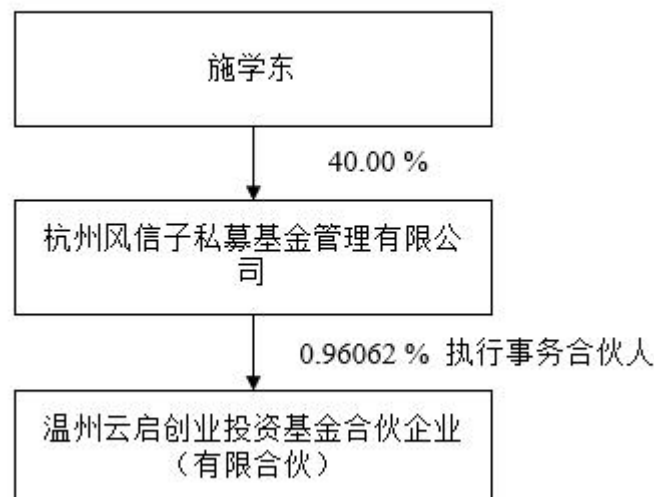 施学东
40.00 %
杭州风信子私募基金管理有限公
司
0.96062 % 执行事务合伙人
温州云启创业投资基金合伙企业
（有限合伙）